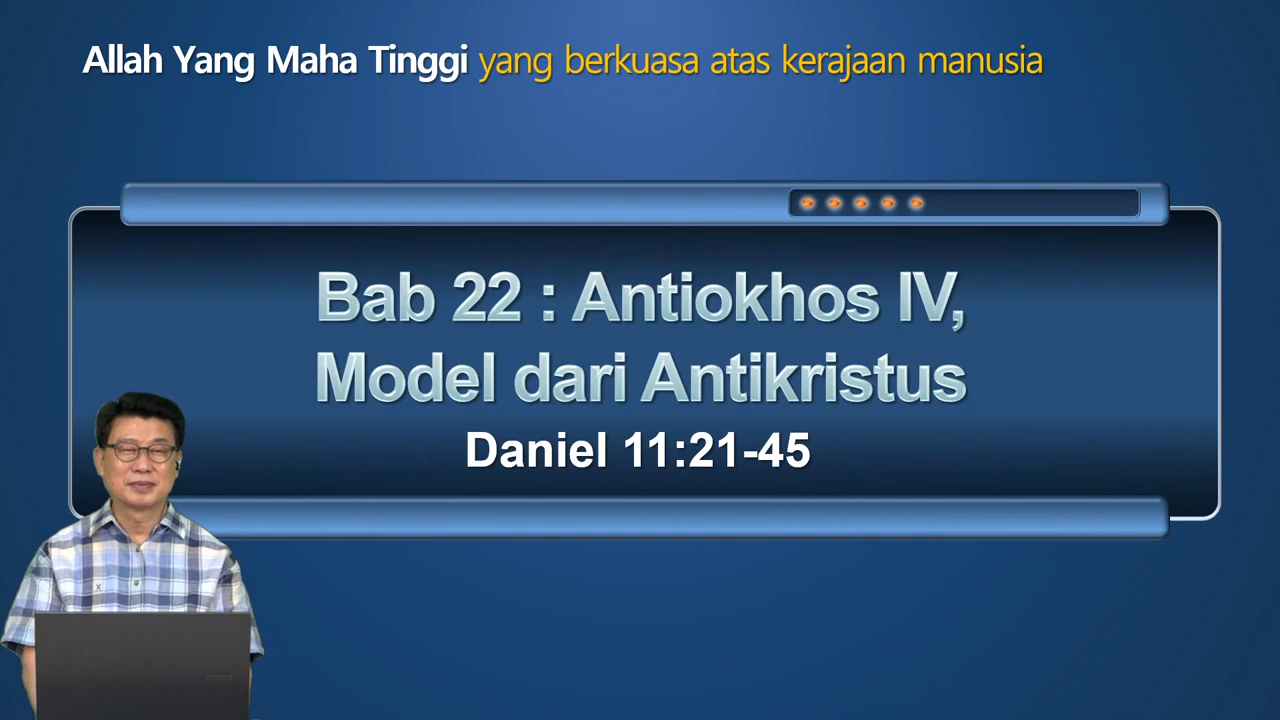 Allah Yang Maha Tinggi yang berkuasa atas kerajaan manusia
Bab 22 : Antiokhos IV,
Model dari Antikristus
Daniel 11:21-45